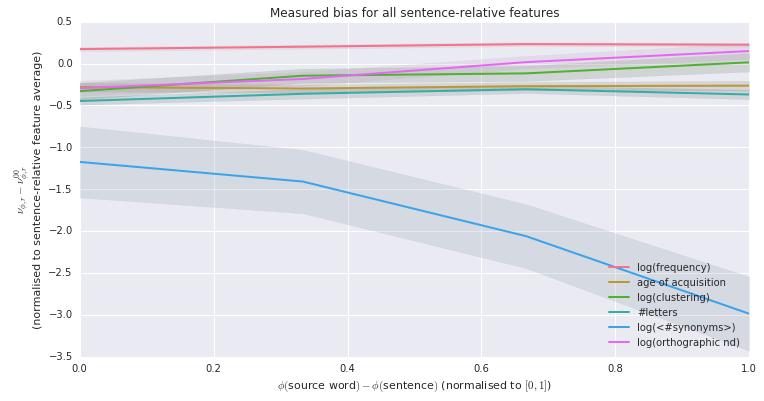 Measured bias for all sentence-relative features
0.5
0.0
−0.5
−1.0
−1.5
−2.0
−2.5
−3.0
−3.5
ν_{ϕ,r} − ν_{ϕ,r}^{00}
(normalised to sentence-relative feature average)
log(frequency)
age of acquisition
log(clustering)
#letters
log(<#synonyms>)
log(orthographic nd)
0.0 0.2 0.4 0.6 0.8 1.0
ϕ(source word) − ϕ(sentence) (normalised to [0, 1])